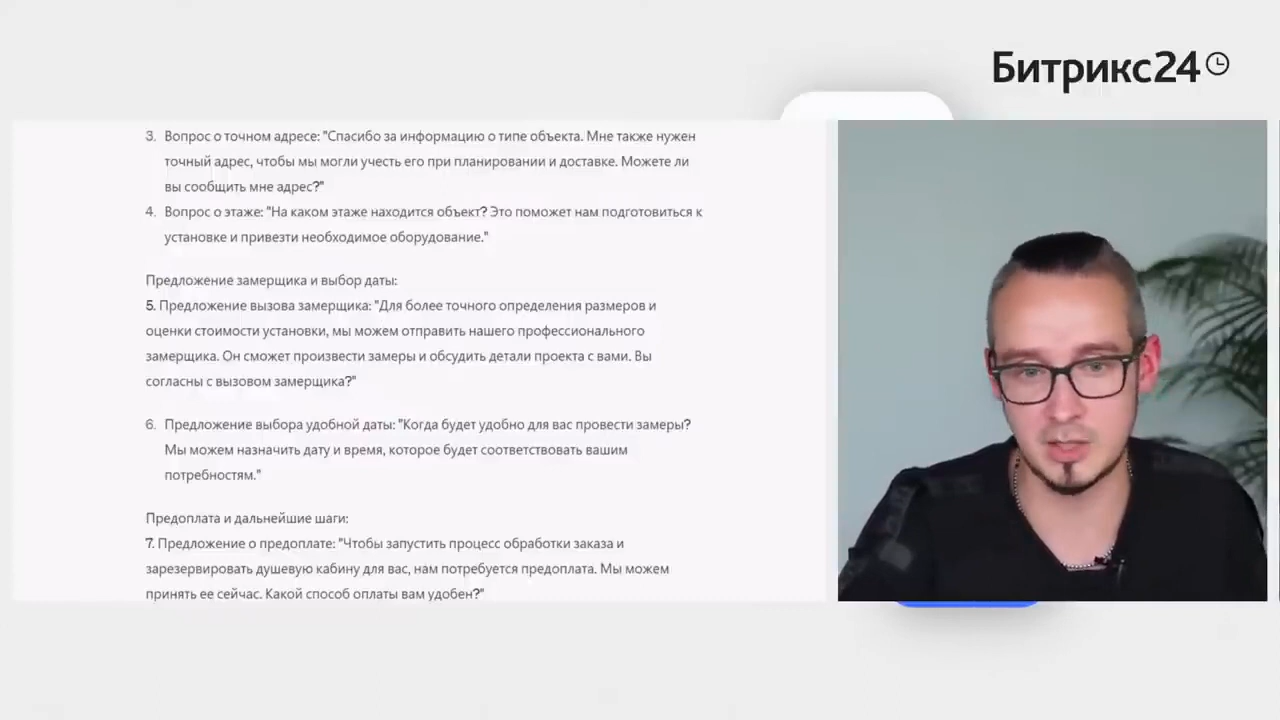 Битрикс24
3. Вопрос о точном адресе: "Спасибо за информацию о типе объекта. Мне также нужен
точный адрес, чтобы мы могли учесть его при планировании и доставке. Можете ли
вы сообщить мне адрес?"
4. Вопрос о этаже: "На каком этаже находится объект? Это поможет нам подготовиться к
установке и привезти необходимое оборудование."
Предложение замерщика и выбор даты:
5. Предложение вызова замерщика: "Для более точного определения размеров и
оценки стоимости установки, мы можем отправить нашего профессионального
замерщика. Он сможет произвести замеры и обсудить детали проекта с вами. Вы
согласны с вызовом замерщика?"
6. Предложение выбора удобной даты: "Когда будет удобно для вас провести замеры?
Мы можем назначить дату и время, которое будет соответствовать вашим
потребностям."
Предоплата и дальнейшие шаги:
7. Предложение о предоплате: "Чтобы запустить процесс обработки заказа и
зарезервировать душевую кабину для вас, нам потребуется предоплата. Мы можем
принять ее сейчас. Какой способ оплаты вам удобен?"